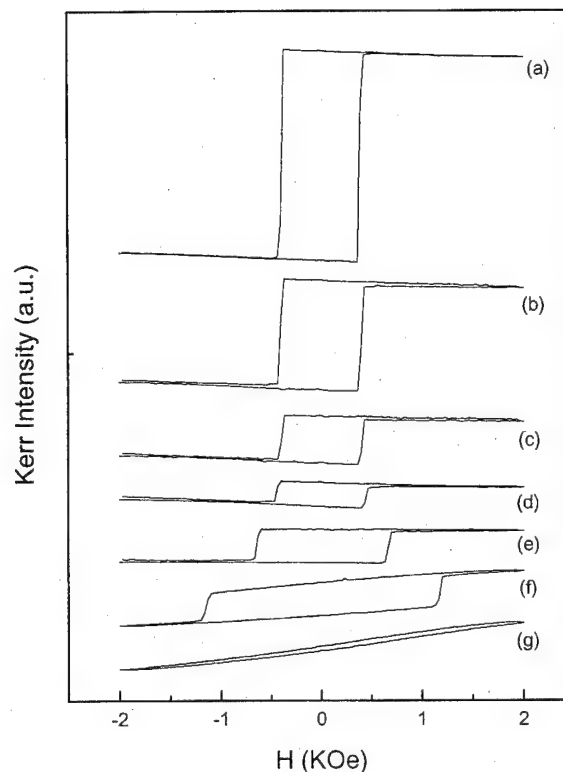 (a)
(b)
(c)
(d)
(e)
(f)
(g)
Kerr Intensity (a.u.)
-2 -1 0 1 2
H (KOe)